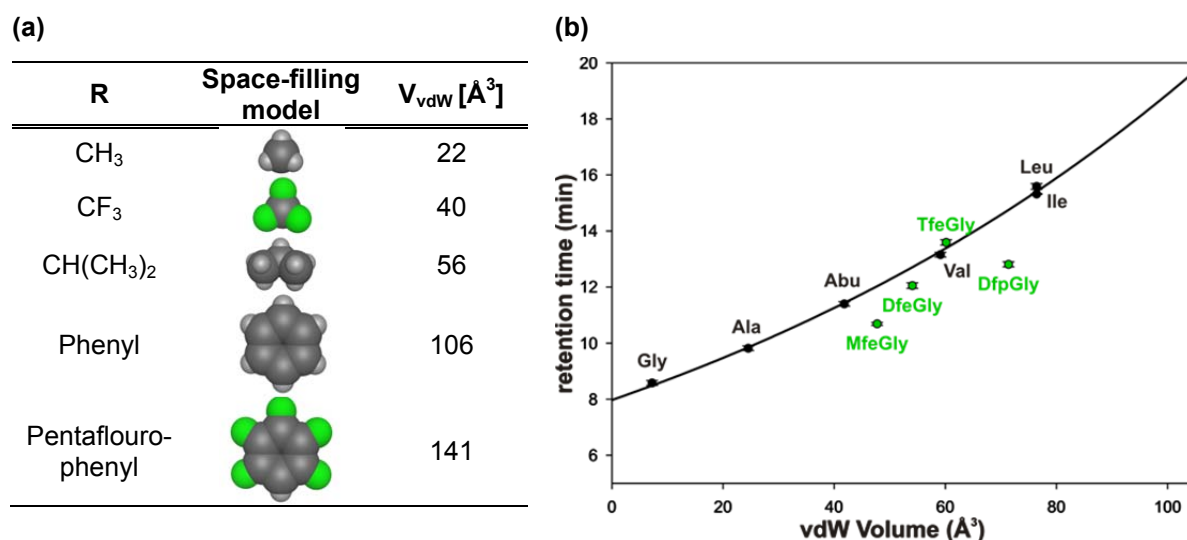 (a)
R Space-filling model V_vdW [Å³]
CH₃ 22
CF₃ 40
CH(CH₃)₂ 56
Phenyl 106
Pentaflouro-
phenyl 141
(b)
retention time (min)
20
18
16
14
12
10
8
6
Gly
Ala
Abu
MfeGly
DfeGly
TfeGly
Val
DfpGly
Leu
Ile
0 20 40 60 80 100
vdW Volume (Å³)